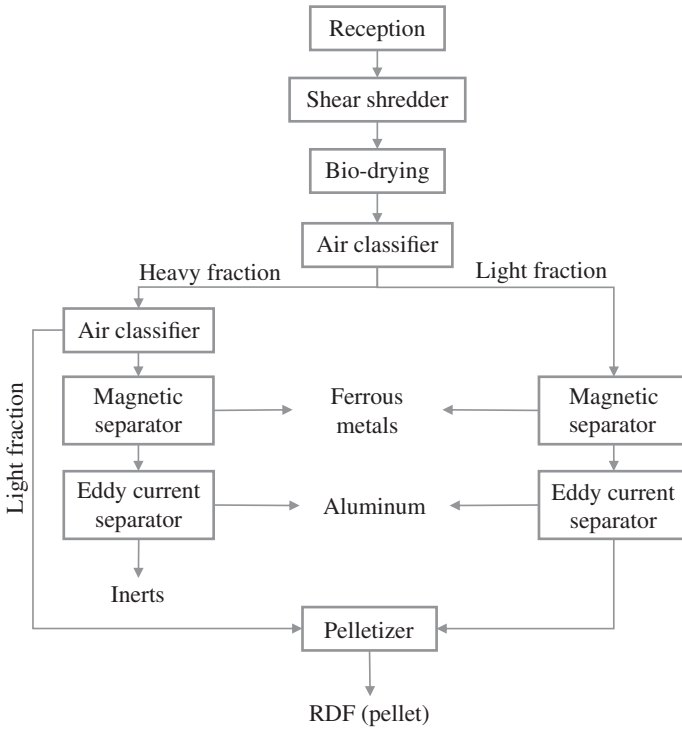 Reception
Shear shredder
Bio-drying
Air classifier
Heavy fraction
Light fraction
Air classifier
Light fraction
Magnetic
separator
Ferrous
metals
Magnetic
separator
Eddy current
separator
Aluminum
Eddy current
separator
Inerts
Pelletizer
RDF (pellet)